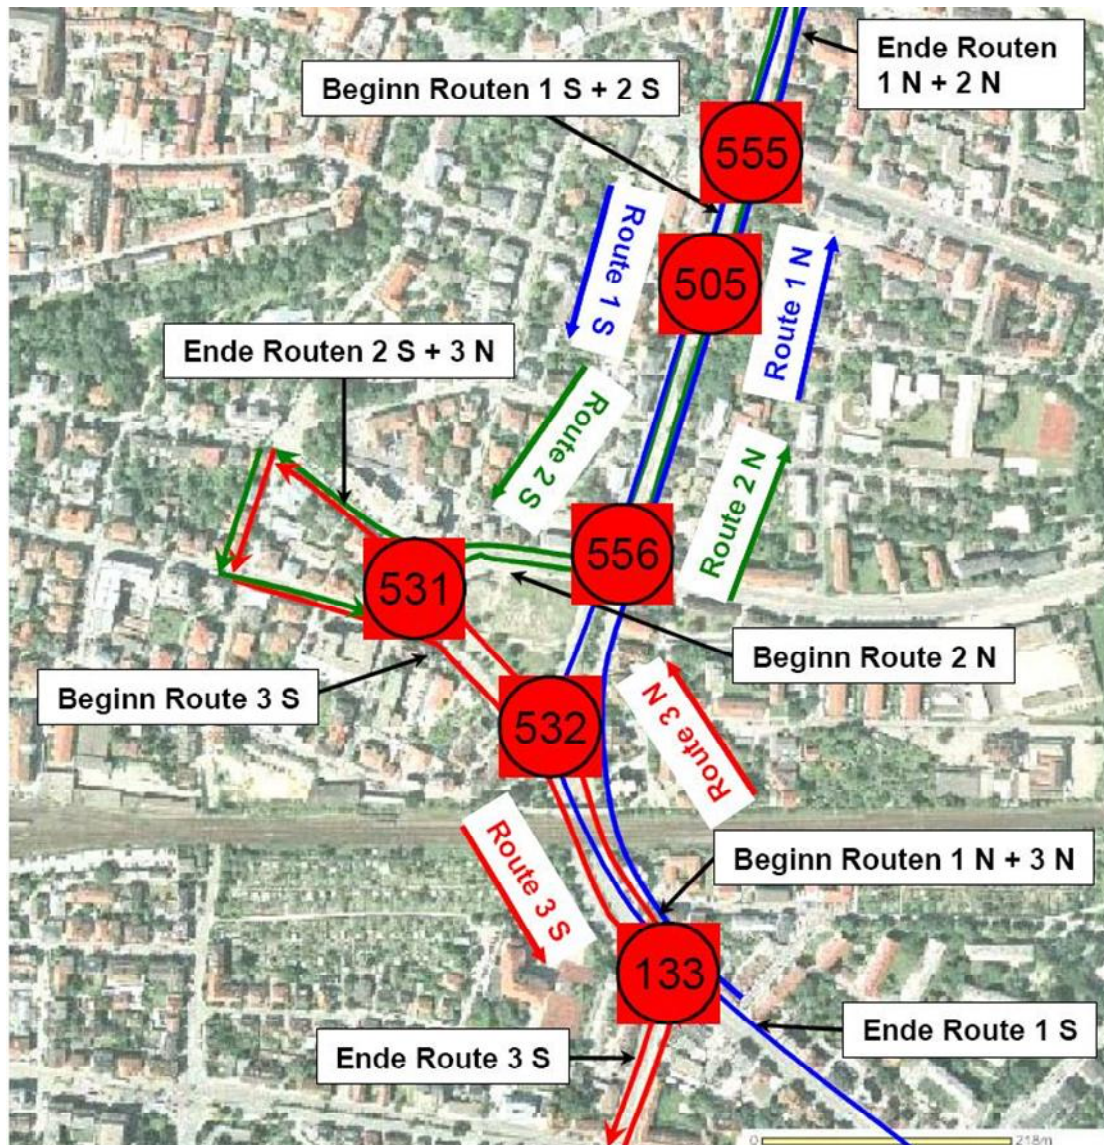 Ende Routen
1 N + 2 N
Beginn Routen 1 S + 2 S
555
Route 1 S
505
Route 1 N
Ende Routen 2 S + 3 N
Route 2 S
Route 2 N
556
531
Beginn Route 2 N
Beginn Route 3 S
532
Route 3 N
Route 3 S
Beginn Routen 1 N + 3 N
133
Ende Route 3 S
Ende Route 1 S
0
218m